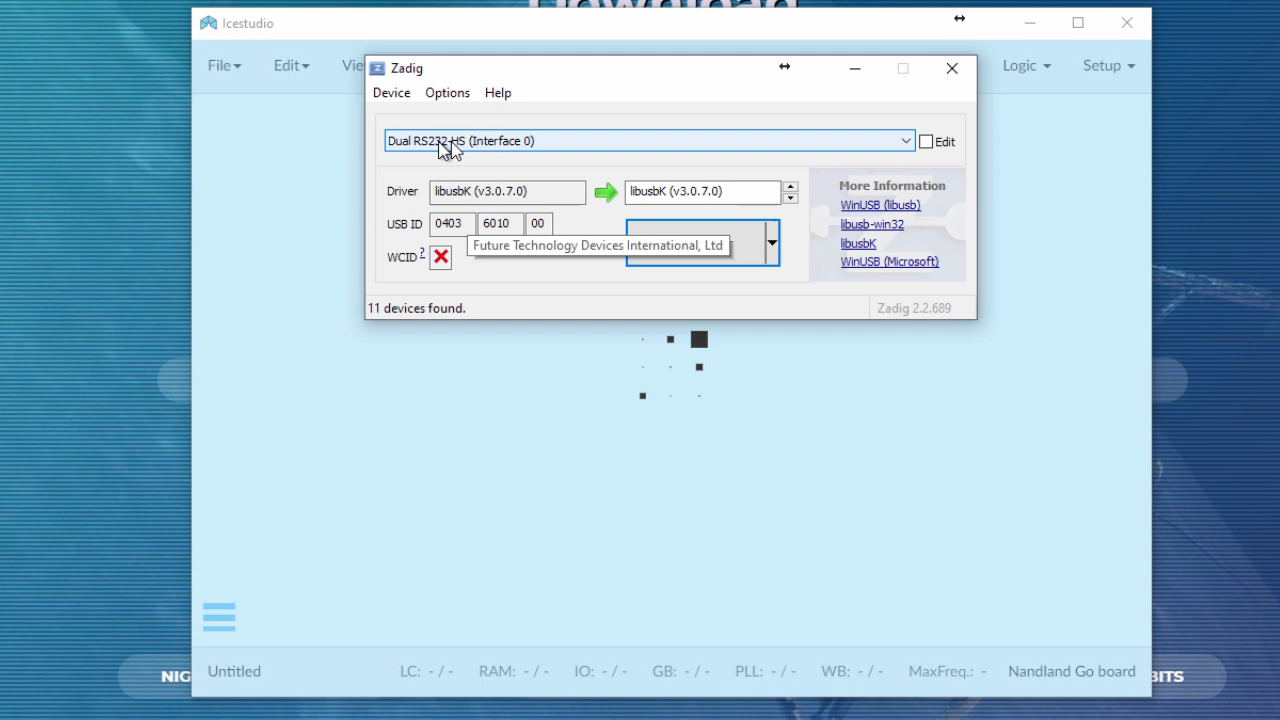 Download
Icestudio
File Edit Logic Setup
Zadig
Device Options Help
Dual RS232-HS (Interface 0) Edit
Driver libusbK (v3.0.7.0) libusbK (v3.0.7.0)
USB ID 0403 6010 00
Future Technology Devices International, Ltd
WCID ?
More Information
WinUSB (libusb)
libusb-win32
libusbK
WinUSB (Microsoft)
11 devices found. Zadig 2.2.689
Untitled LC: - / - RAM: - / - IO: - / - GB: - / - PLL: - / - WB: - / - MaxFreq.: - Nandland Go board